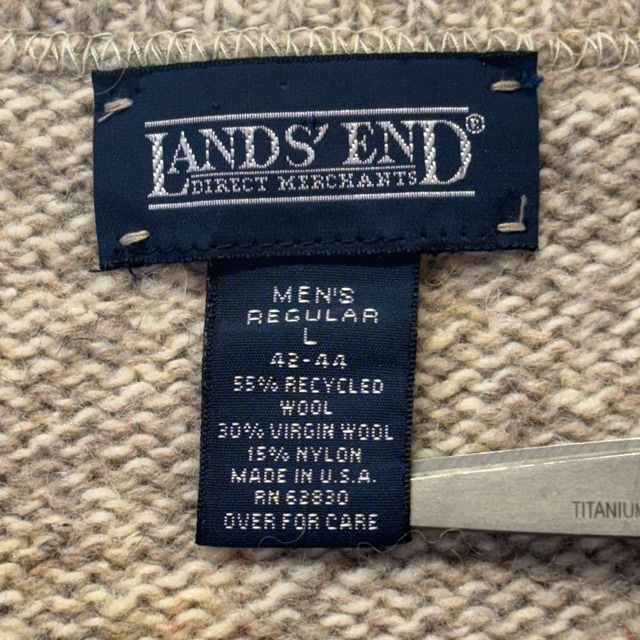 LANDS' END®
DIRECT MERCHANTS
MEN'S
REGULAR
L
42-44
55% RECYCLED
WOOL
30% VIRGIN WOOL
15% NYLON
MADE IN U.S.A.
RN 63830
OVER FOR CARE
TITANIUM